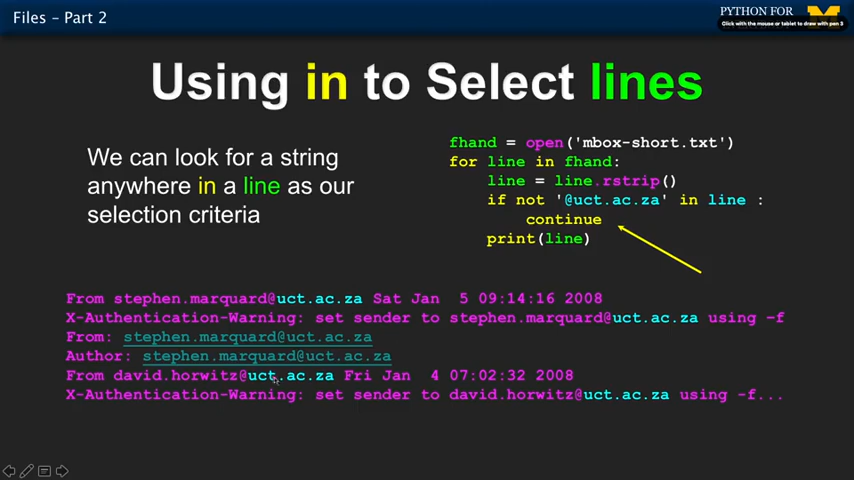 Files – Part 2
PYTHON FOR
Click with the mouse or tablet to draw with pen 3
Using in to Select lines
We can look for a string
anywhere in a line as our
selection criteria
fhand = open('mbox-short.txt')
for line in fhand:
    line = line.rstrip()
    if not '@uct.ac.za' in line :
        continue
    print(line)
From stephen.marquard@uct.ac.za Sat Jan  5 09:14:16 2008
X-Authentication-Warning: set sender to stephen.marquard@uct.ac.za using -f
From: stephen.marquard@uct.ac.za
Author: stephen.marquard@uct.ac.za
From david.horwitz@uct.ac.za Fri Jan  4 07:02:32 2008
X-Authentication-Warning: set sender to david.horwitz@uct.ac.za using -f...